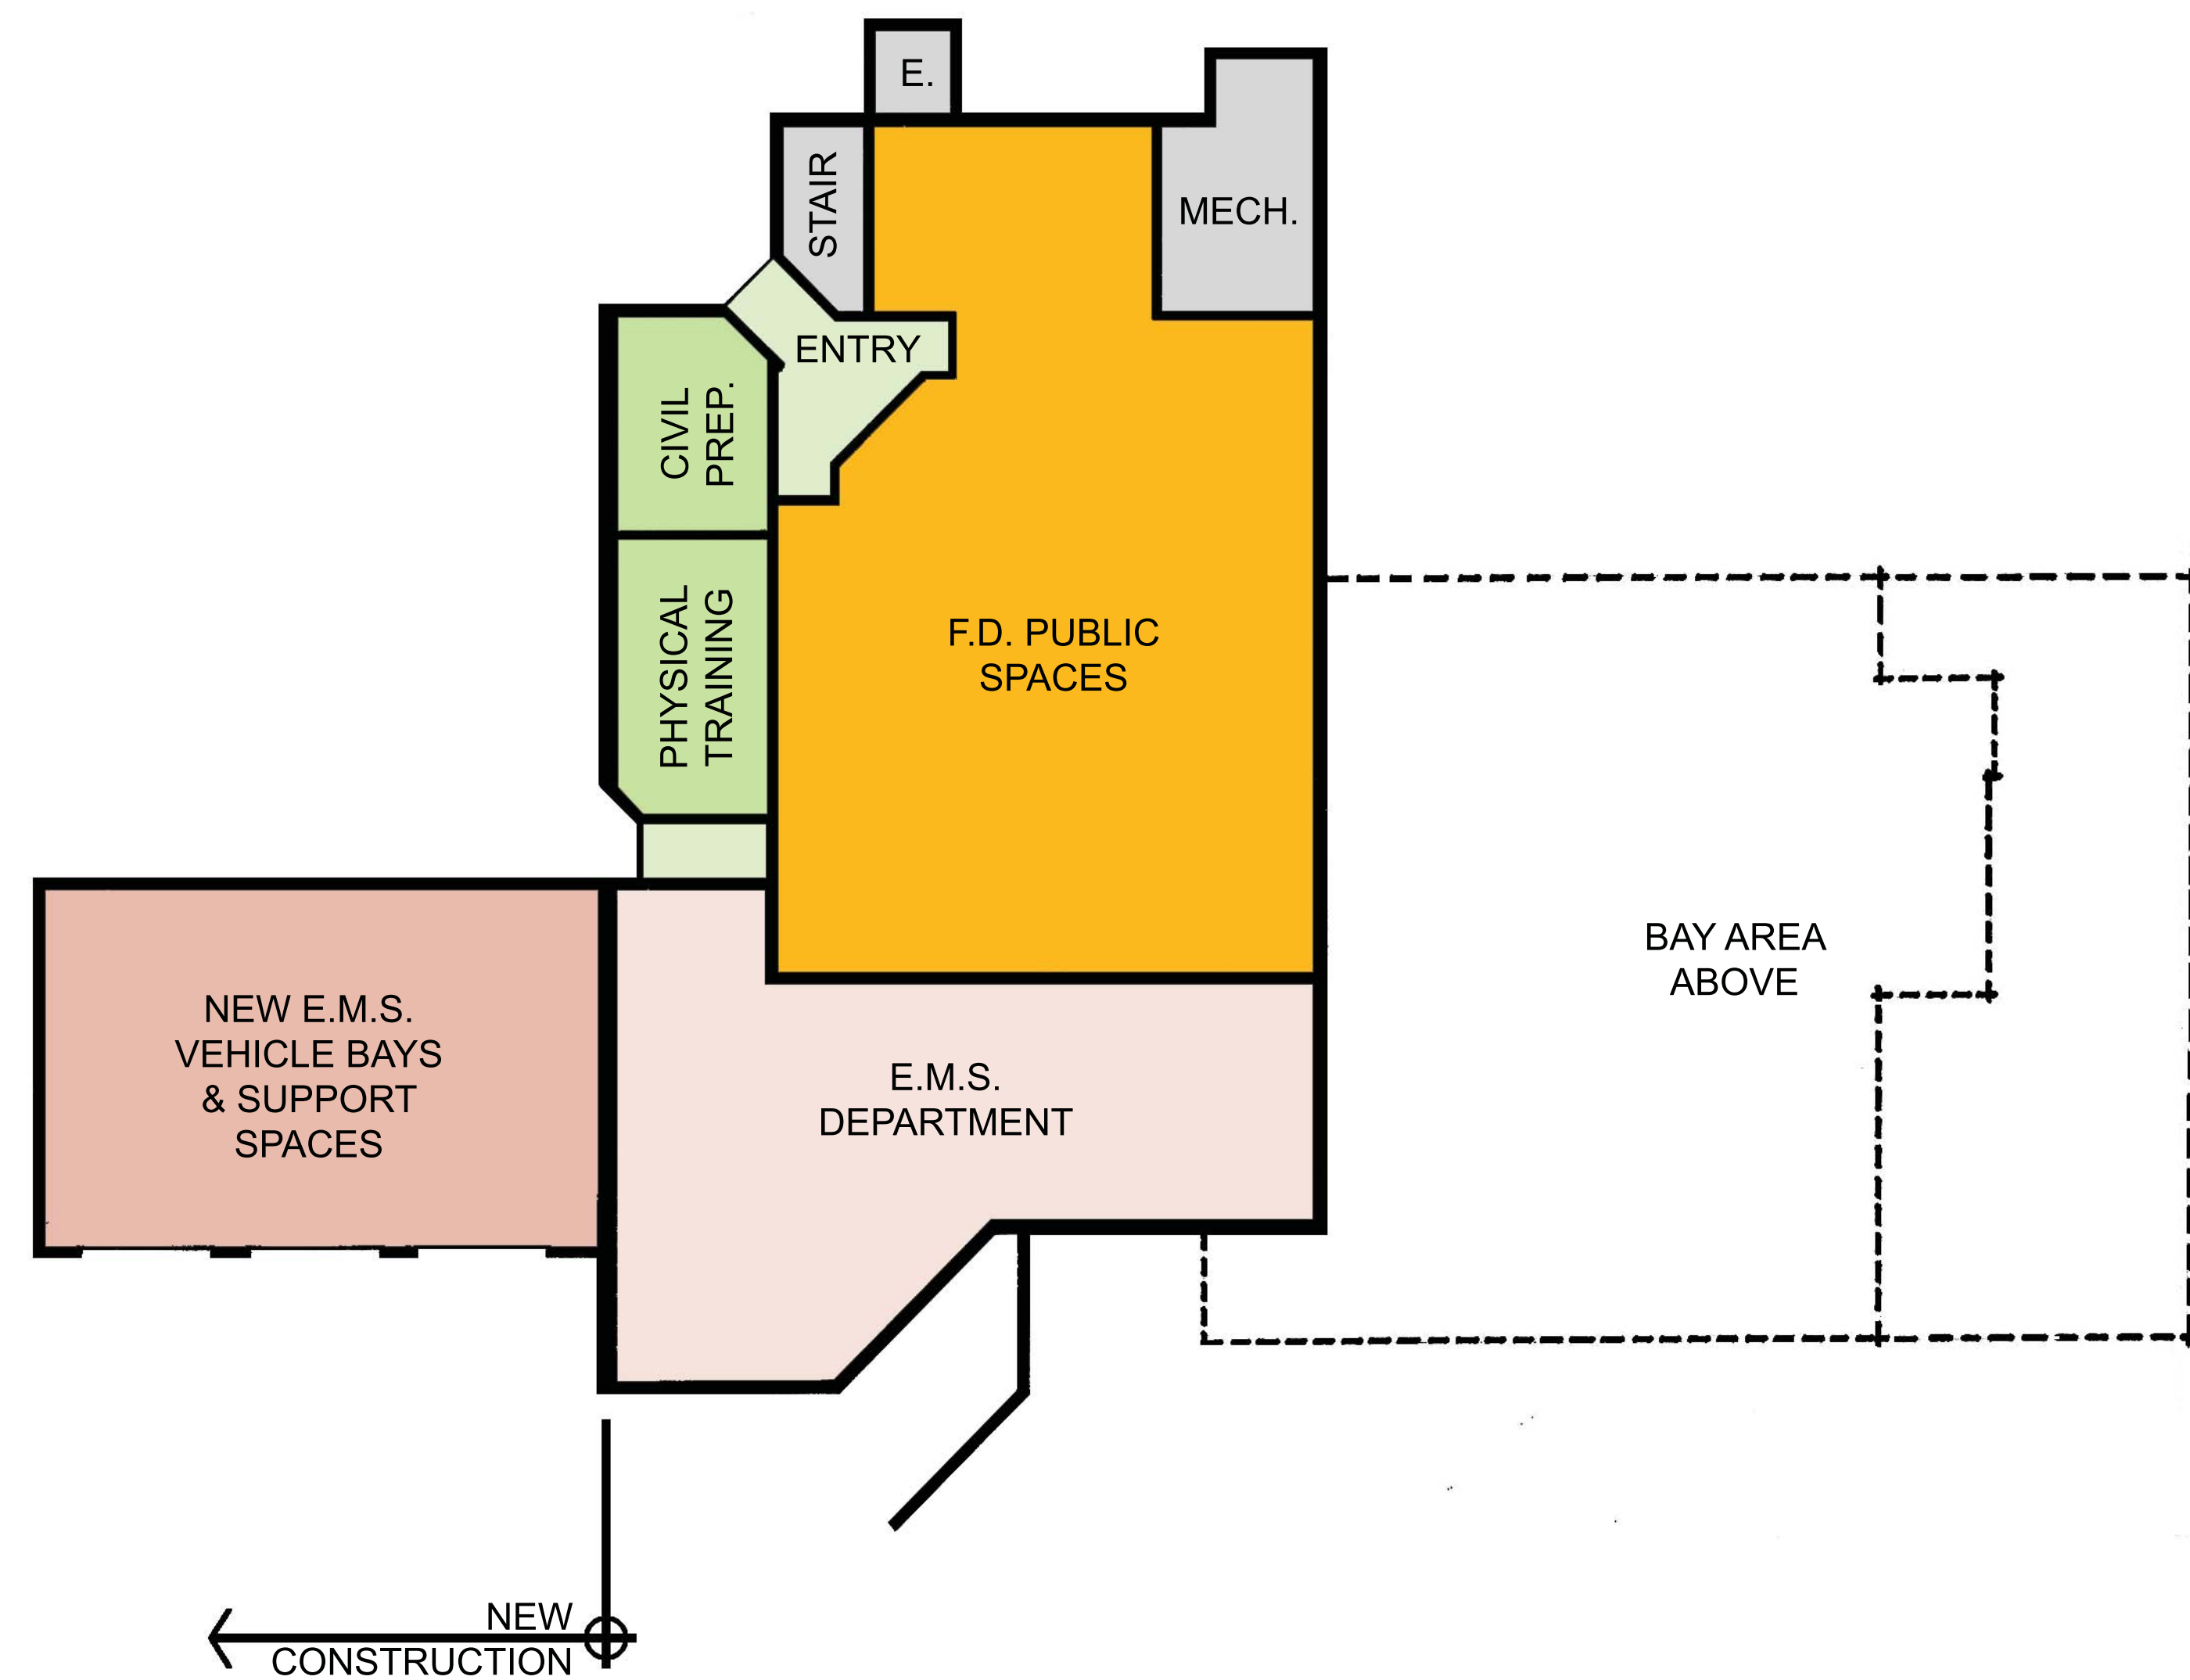 E.
STAIR
MECH.
ENTRY
CIVIL
PREP.
PHYSICAL
TRAINING
F.D. PUBLIC
SPACES
BAY AREA
ABOVE
NEW E.M.S.
VEHICLE BAYS
& SUPPORT
SPACES
E.M.S.
DEPARTMENT
NEW
CONSTRUCTION